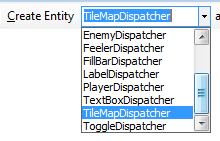 Create Entity TileMapDispatcher a
EnemyDispatcher
FeelerDispatcher
FillBarDispatcher
LabelDispatcher
PlayerDispatcher
TextBoxDispatcher
TileMapDispatcher
ToggleDispatcher